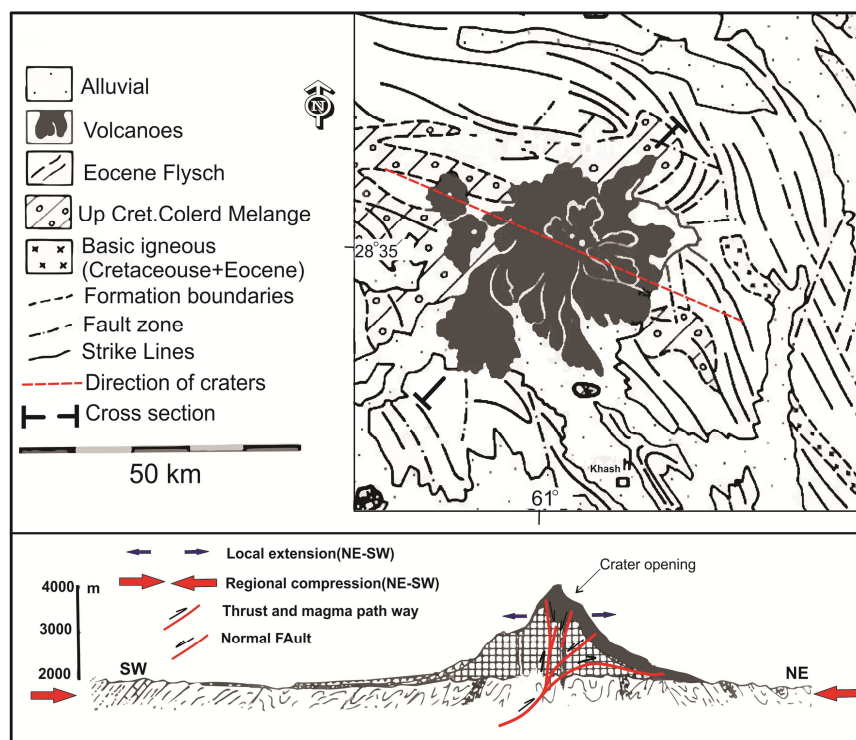 Alluvial
Volcanoes
Eocene Flysch
Up Cret.Colerd Melange
Basic igneous
(Cretaceouse+Eocene)
Formation boundaries
Fault zone
Strike Lines
Direction of craters
Cross section
50 km
N
28°35
61°
Khash
Local extension(NE-SW)
Regional compression(NE-SW)
Thrust and magma path way
Normal FAult
Crater opening
4000 m
3000
2000
SW
NE